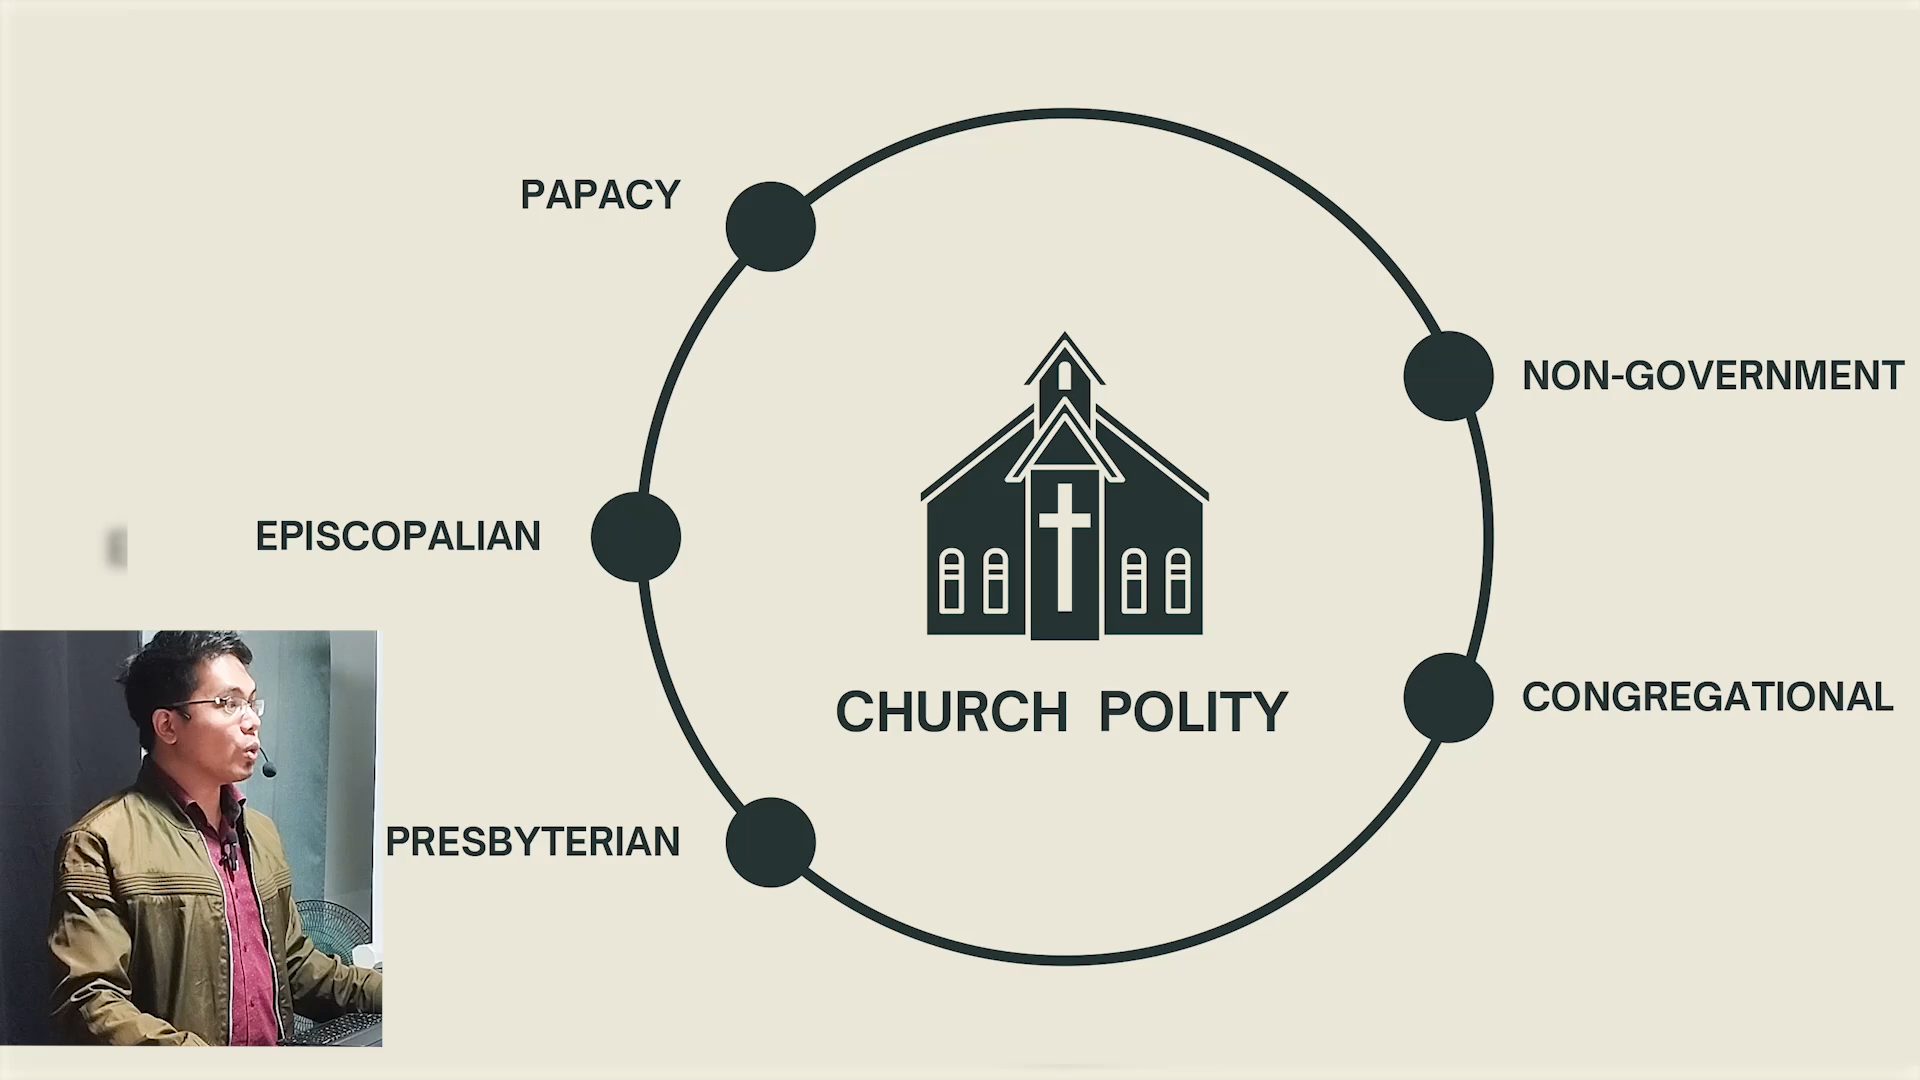 PAPACY
NON-GOVERNMENT
EPISCOPALIAN
CONGREGATIONAL
CHURCH POLITY
PRESBYTERIAN